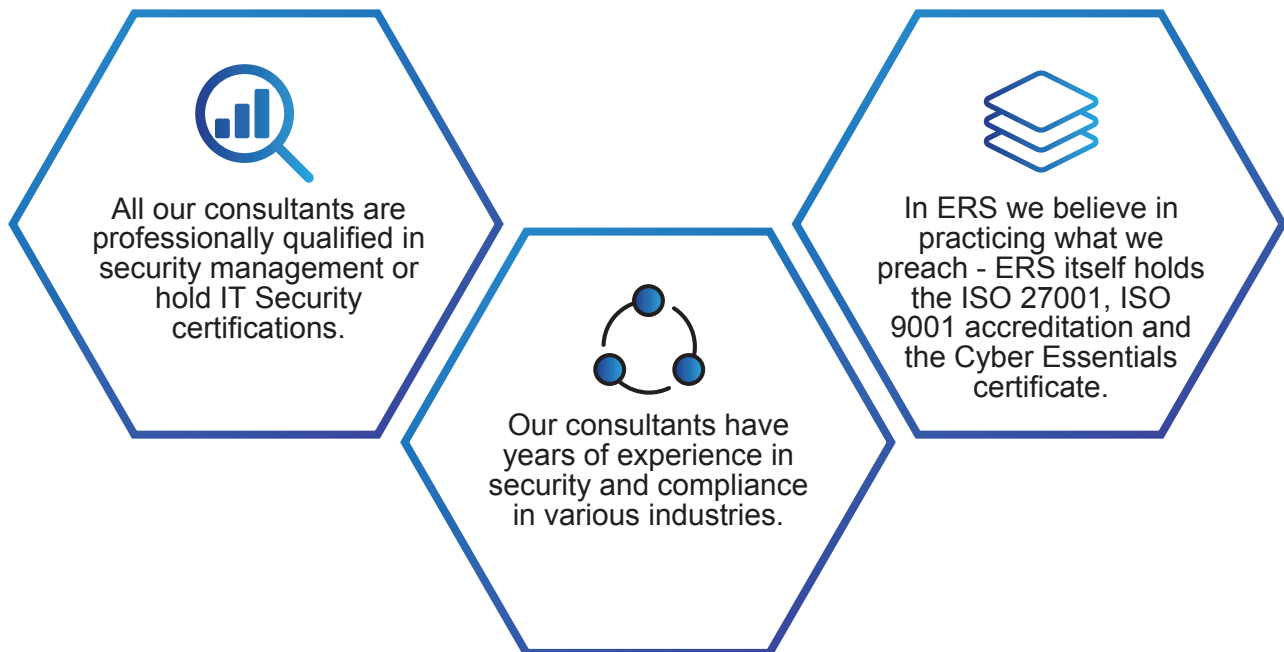 All our consultants are
professionally qualified in
security management or
hold IT Security
certifications.
Our consultants have
years of experience in
security and compliance
in various industries.
In ERS we believe in
practicing what we
preach - ERS itself holds
the ISO 27001, ISO
9001 accreditation and
the Cyber Essentials
certificate.